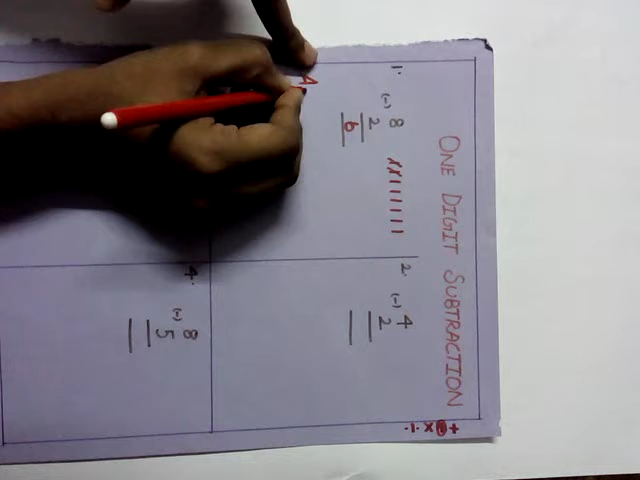 ONE DIGIT SUBTRACTION
+ - × ÷
1. 8
(-) 2
6
A
2. 4
(-) 2
4. 8
(-) 5